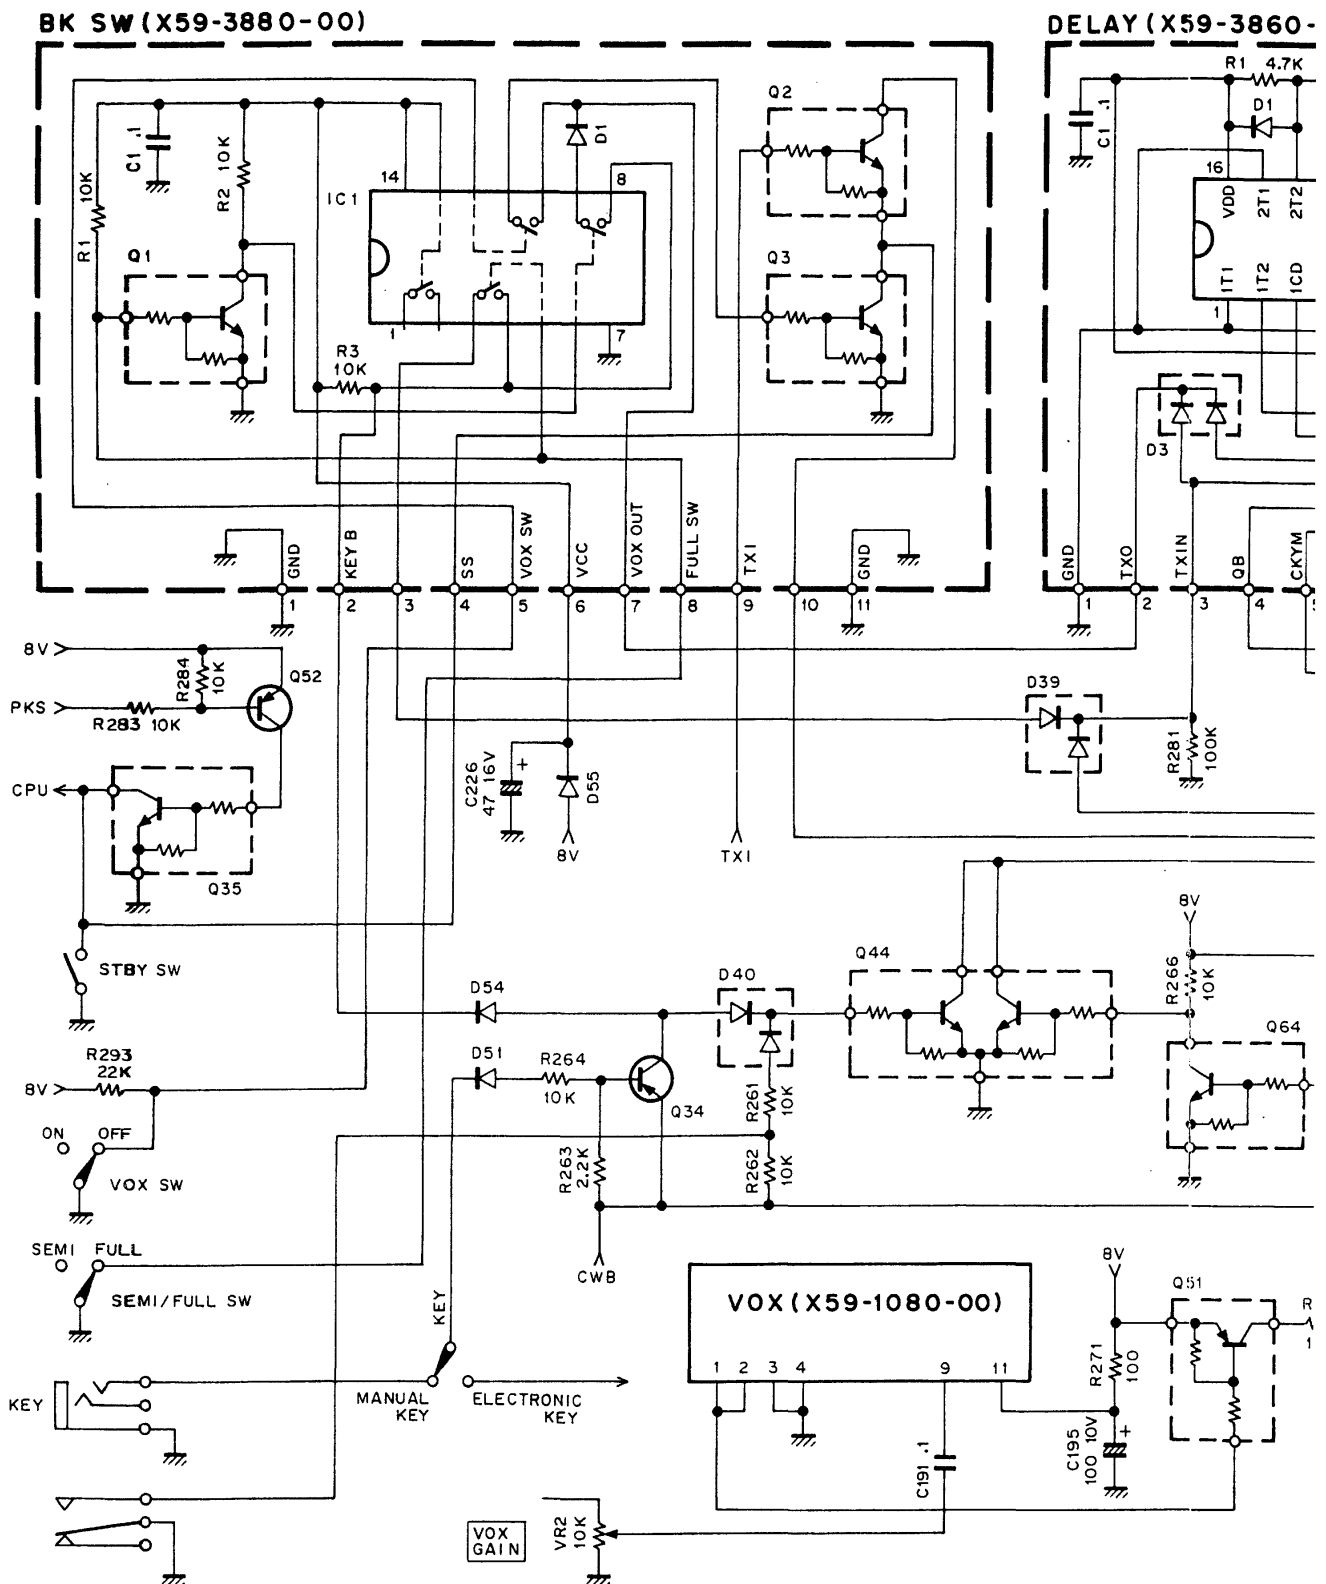 BK SW (X59-3880-00)
DELAY (X59-3860-
R1 4.7K
D1
C1 .1
16
VDD
2T1
2T2
1T1
1T2
1CD
1
D3
C1 .1
R2 10K
10K
R1
Q1
14
IC1
8
D1
1
7
R3
10K
Q2
Q3
GND
KEY B
SS
VOX SW
VCC
VOX OUT
FULL SW
TX1
GND
1
2
3
4
5
6
7
8
9
10
11
GND
TXO
TXIN
QB
CKYM
1
2
3
4
5
8V
R284
10K
Q52
PKS
R283 10K
CPU
Q35
STBY SW
C226
47 16V
+
D55
8V
TX1
D39
R281
100K
8V
R266
10K
Q64
Q44
D40
D54
D51
R264
10K
Q34
R261
10K
R263
2.2K
R262
10K
CWB
R293
22K
8V
ON OFF
VOX SW
SEMI FULL
SEMI/FULL SW
KEY
KEY
MANUAL
KEY
ELECTRONIC
KEY
VOX (X59-1080-00)
1
2
3
4
9
11
C191 .1
VOX
GAIN
VR2
10K
8V
R271
100
C195
100 10V
+
Q51
R
1